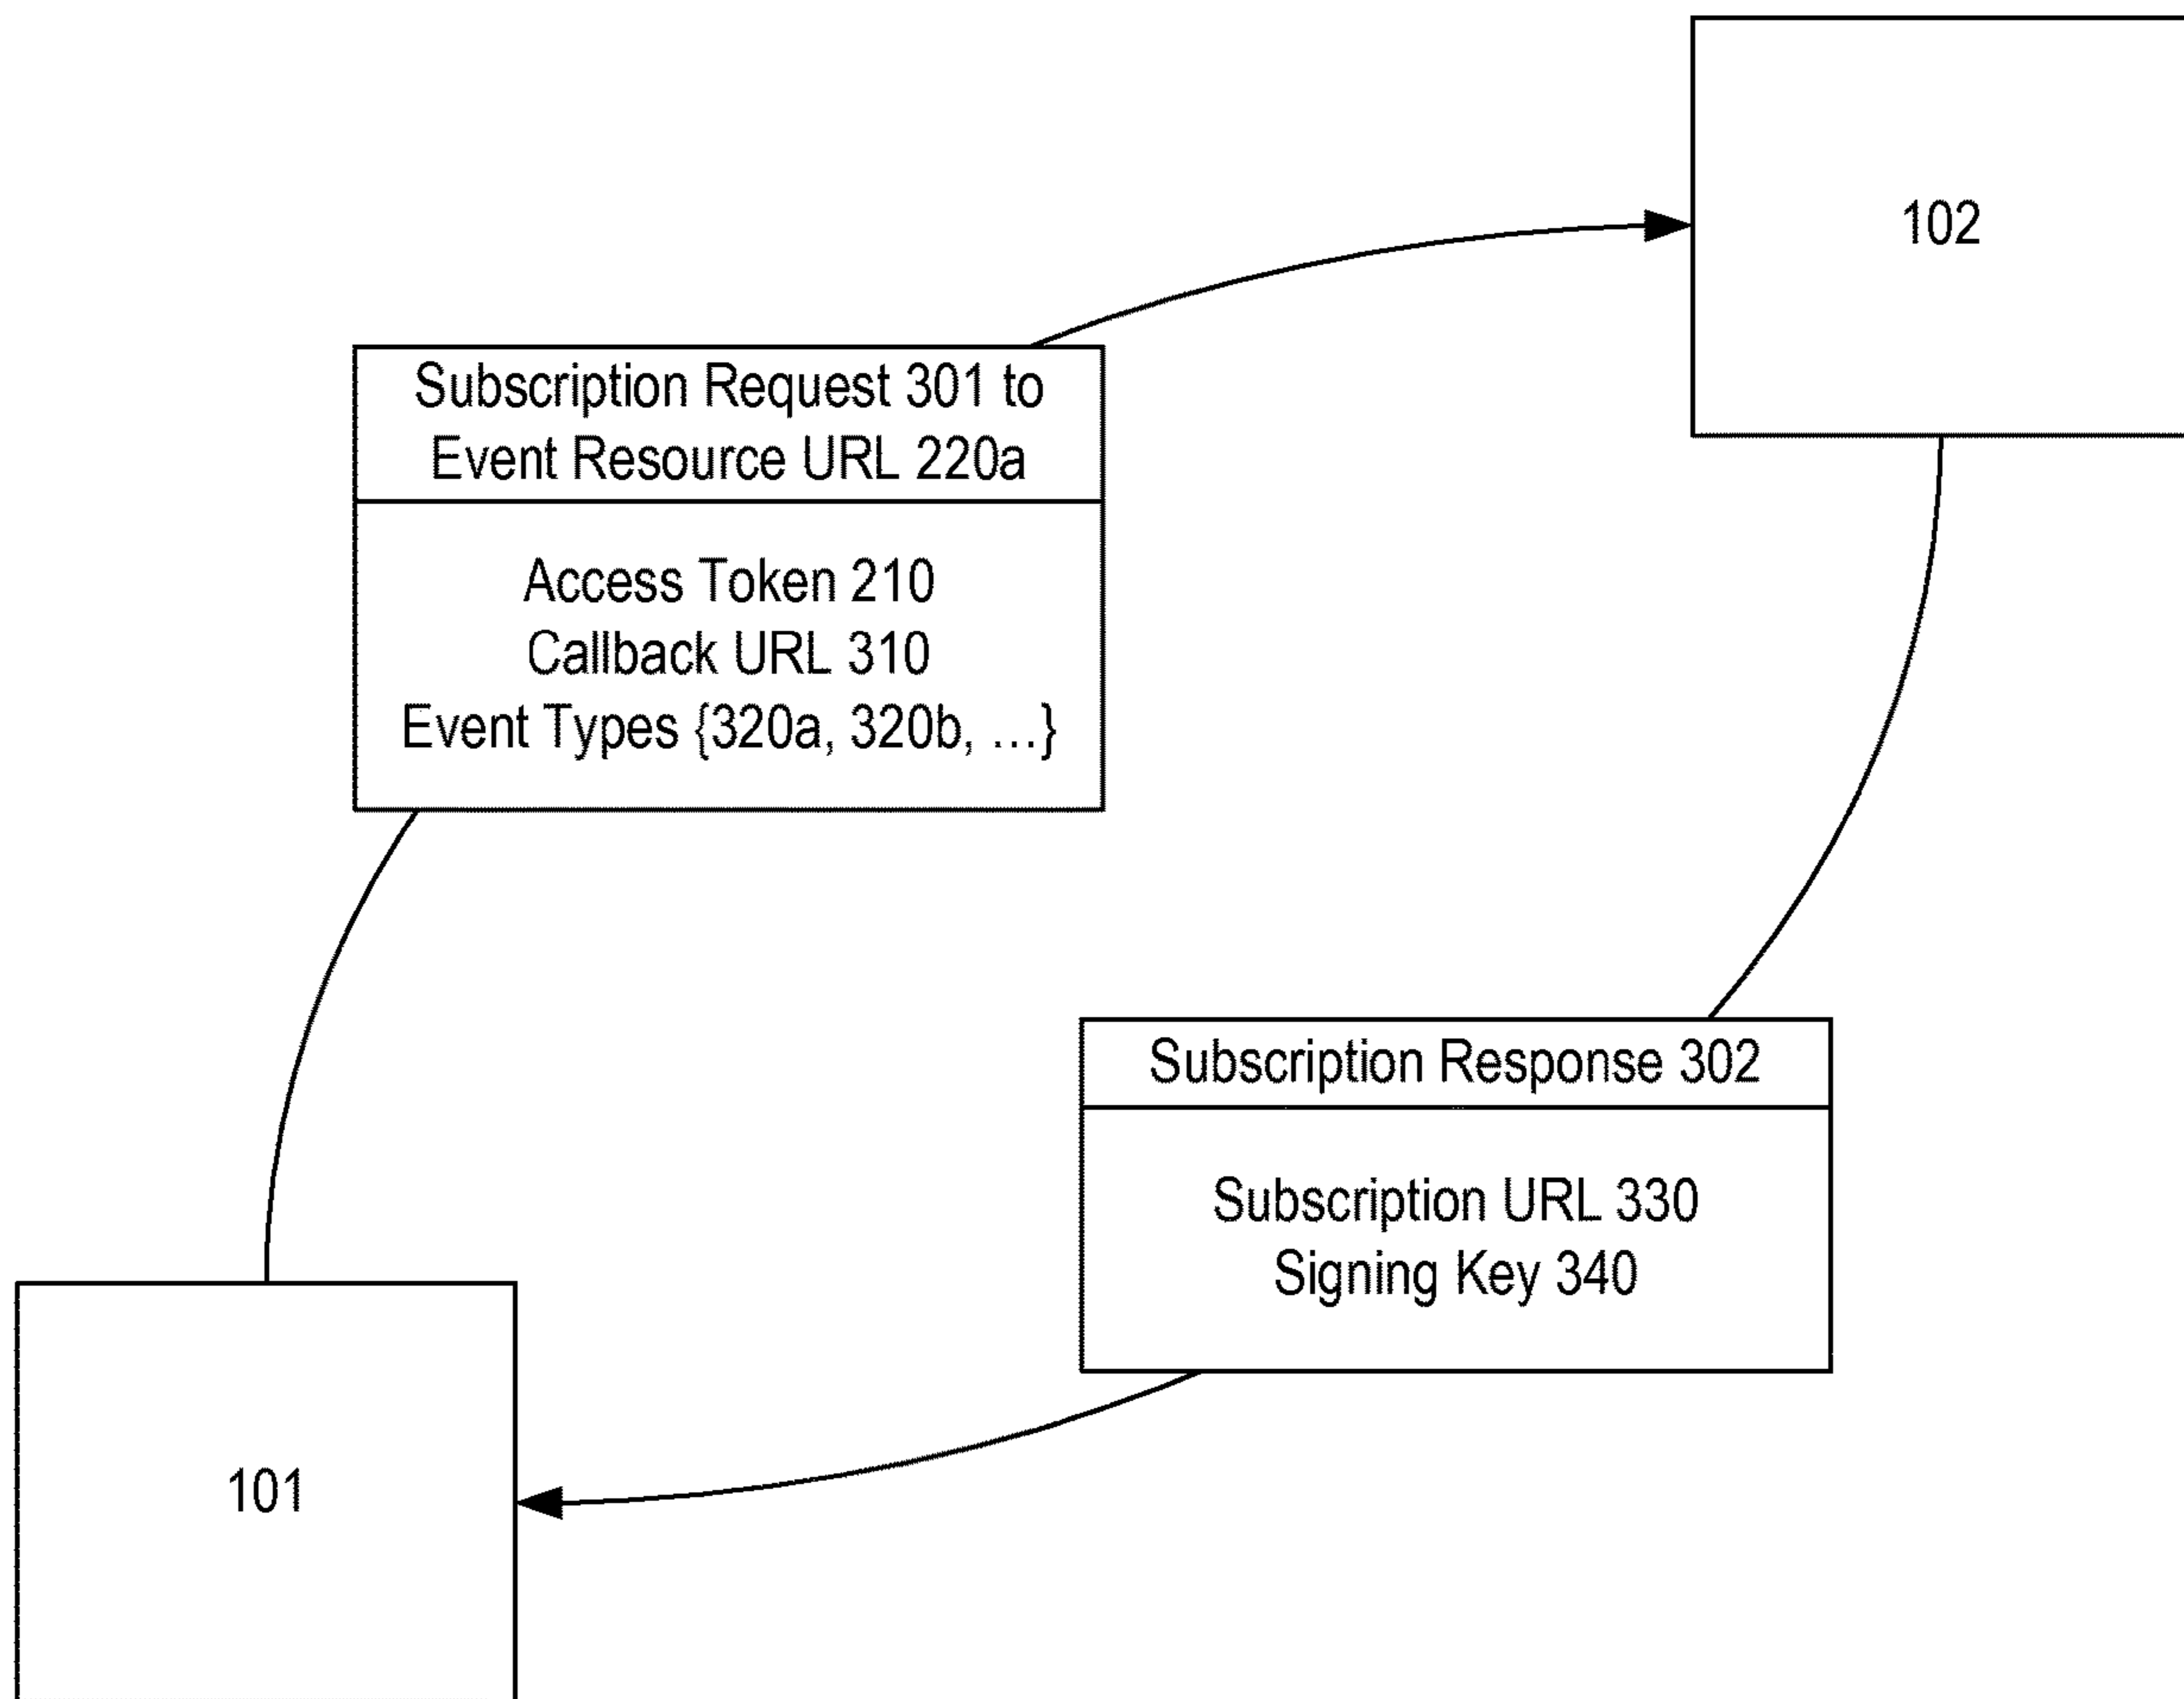 102
Subscription Request 301 to
Event Resource URL 220a
Access Token 210
Callback URL 310
Event Types {320a, 320b, ...}
Subscription Response 302
Subscription URL 330
Signing Key 340
101